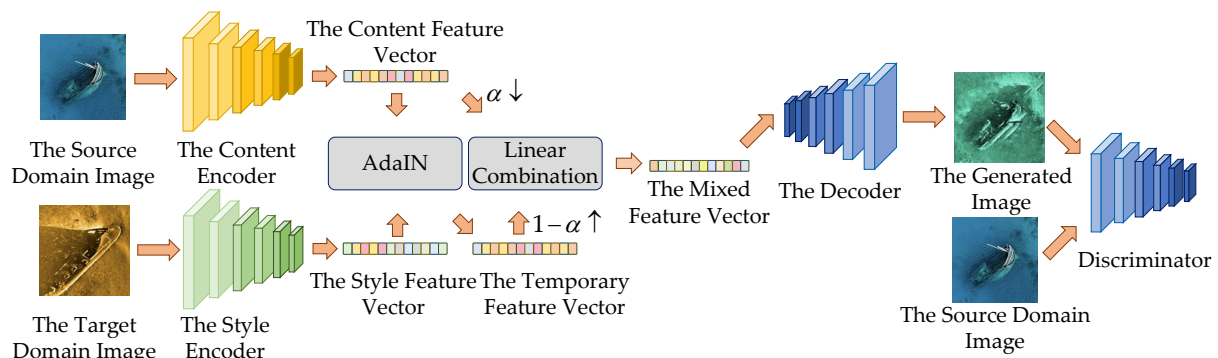 The Source
Domain Image
The Content
Encoder
The Content Feature
Vector
α ↓
AdaIN
Linear
Combination
The Target
Domain Image
The Style
Encoder
The Style Feature
Vector
1−α ↑
The Temporary
Feature Vector
The Mixed
Feature Vector
The Decoder
The Generated
Image
The Source Domain
Image
Discriminator